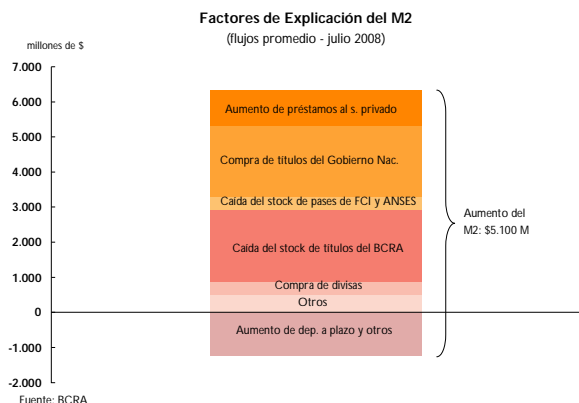 Factores de Explicación del M2
(flujos promedio - julio 2008)
millones de $
7.000
6.000
5.000
4.000
3.000
2.000
1.000
0
-1.000
-2.000
Aumento de préstamos al s. privado
Compra de títulos del Gobierno Nac.
Caída del stock de pases de FCI y ANSES
Caida del stock de títulos del BCRA
Compra de divisas
Otros
Aumento de dep. a plazo y otros
Aumento del
M2: $5.100 M
Fuente: BCRA